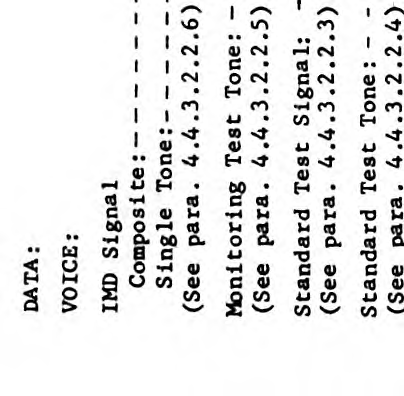 DATA:
VOICE:
IMD Signal
Composite:- - - - - -
Single Tone:- - - - - -
(See para. 4.4.3.2.2.6)
Monitoring Test Tone: -
(See para. 4.4.3.2.2.5)
Standard Test Signal: -
(See para. 4.4.3.2.2.3)
Standard Test Tone: - -
(See para. 4.4.3.2.2.4)